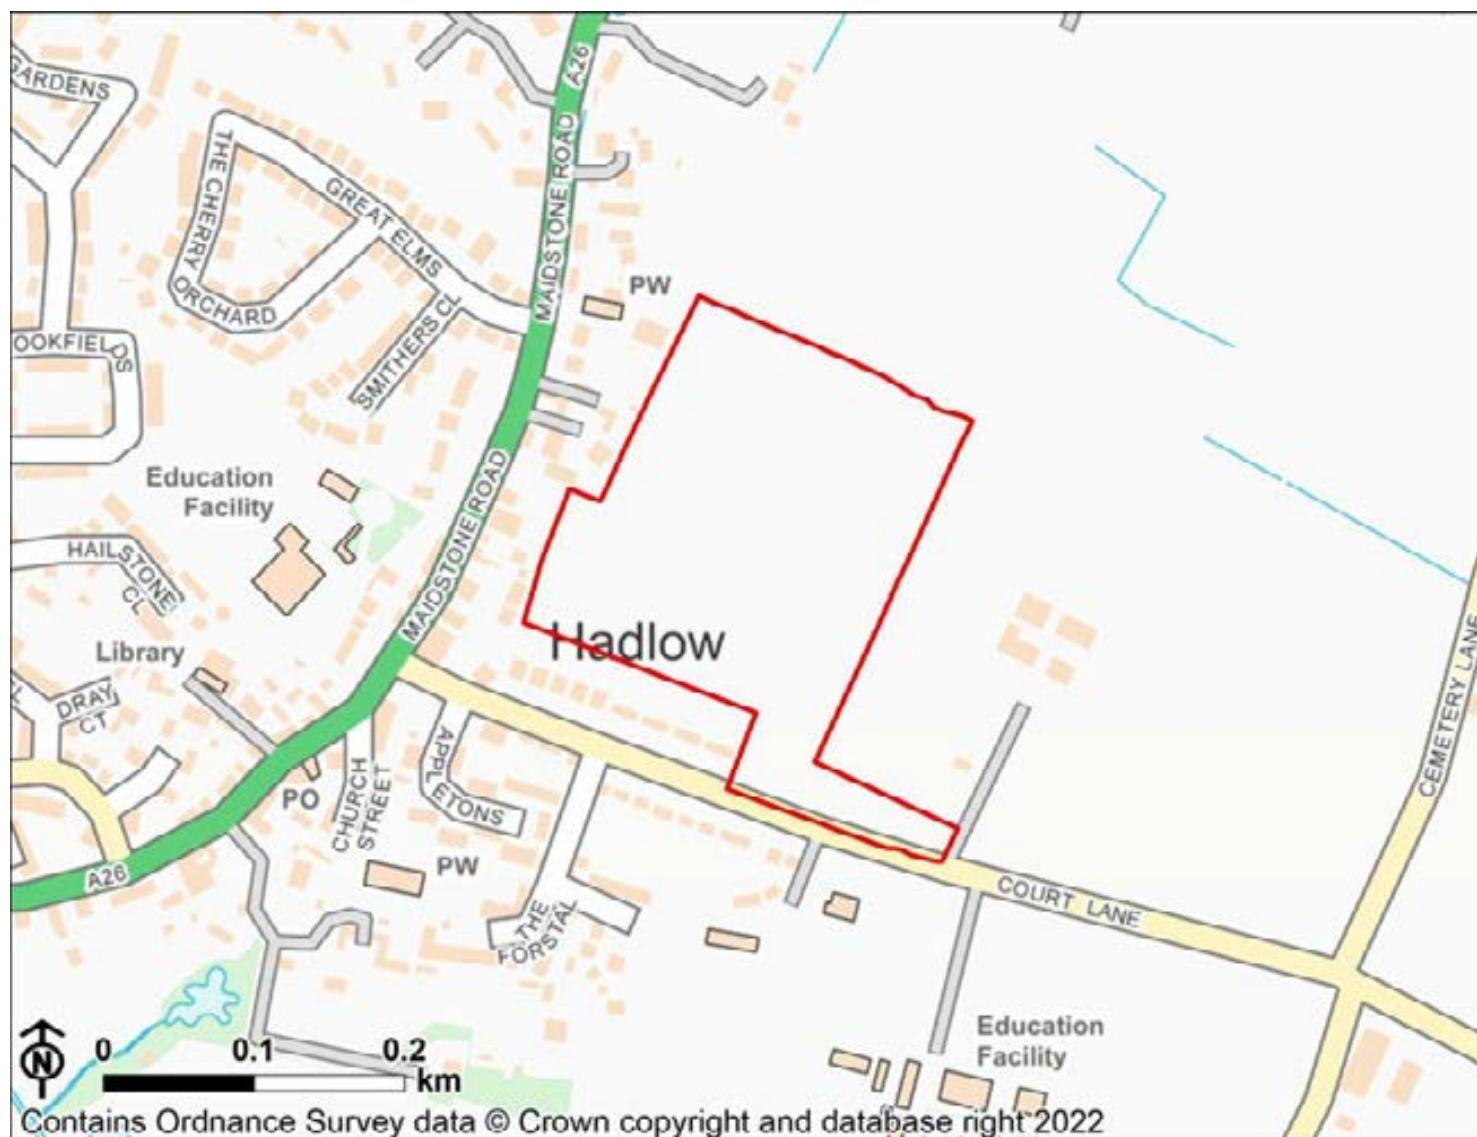 GARDENS
A26
MAIDSTONE ROAD
THE CHERRY
ORCHARD
GREAT ELMS
SMITHERS CL
MAIDSTONE ROAD
PW
OOKFIELDS
Education
Facility
MAIDSTONE ROAD
HAILSTONE
CL
Library
Hadlow
DRAY
CT
PO
CHURCH
STREET
APPLETONS
PW
A26
THE
FORSTAL
COURT LANE
CEMETERY LANE
Education
Facility
N
0 0.1 0.2
km
Contains Ordnance Survey data © Crown copyright and database right 2022